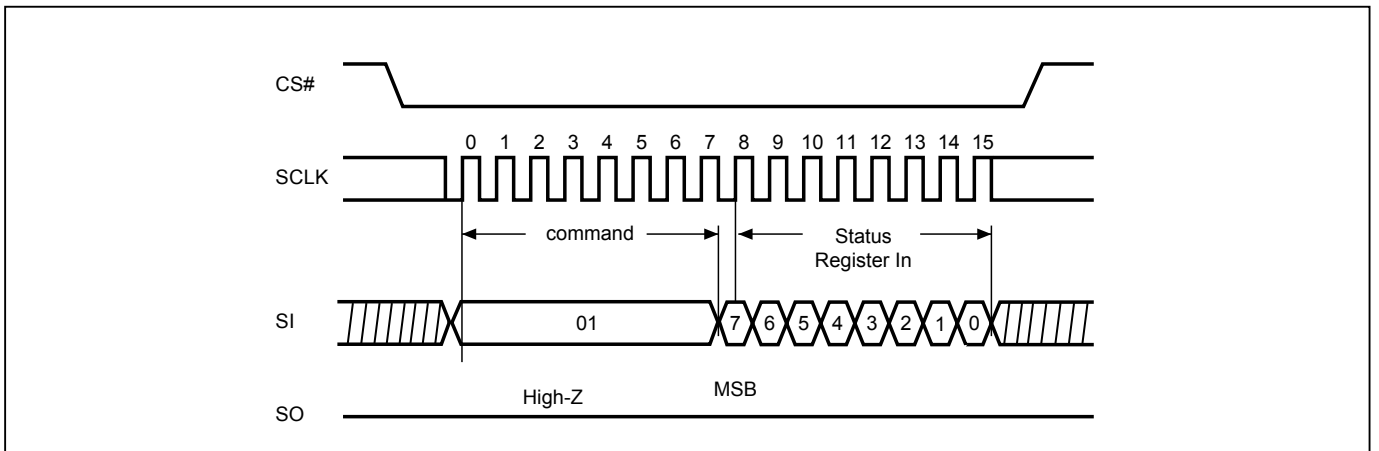 CS#
0 1 2 3 4 5 6 7 8 9 10 11 12 13 14 15
SCLK
command
Status
Register In
SI
01
7 6 5 4 3 2 1 0
High-Z
MSB
SO